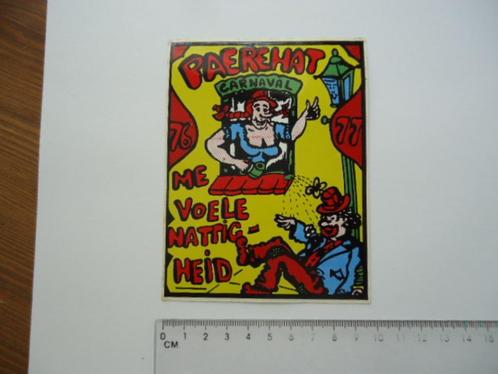 PAEREHAT
CARNAVAL
76
77
ME
VOELE
NATTIG-
HEID
0 1 2 3 4 5 6 7 8 9 10 11 12 13 14 15
CM